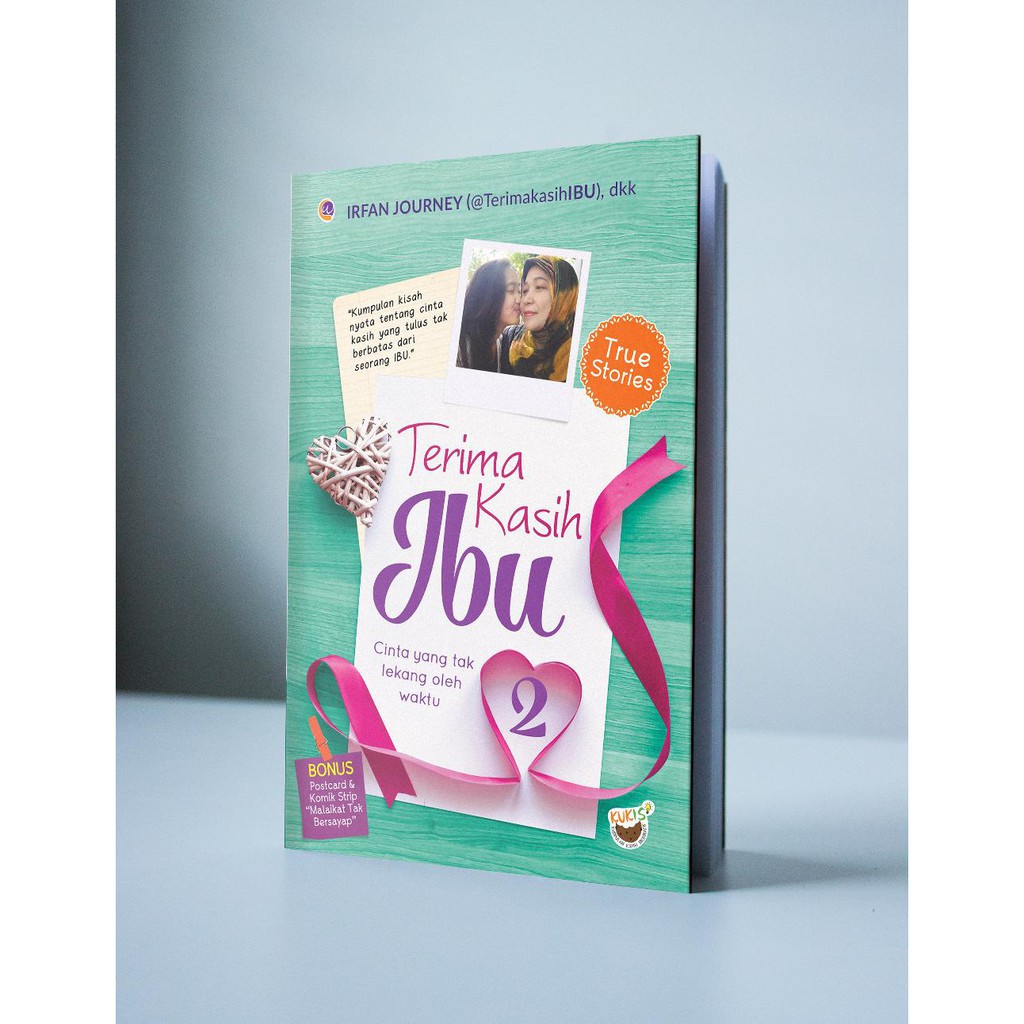 IRFAN JOURNEY (@TerimakasihIBU), dkk
"Kumpulan kisah
nyata tentang cinta
kasih yang tulus tak
berbatas dari
seorang IBU."
True
Stories
Terima
Kasih
Ibu
Cinta yang tak
lekang oleh
waktu
2
BONUS
Postcard &
Komik Strip
"Malaikat Tak
Bersayap"
KUKIS